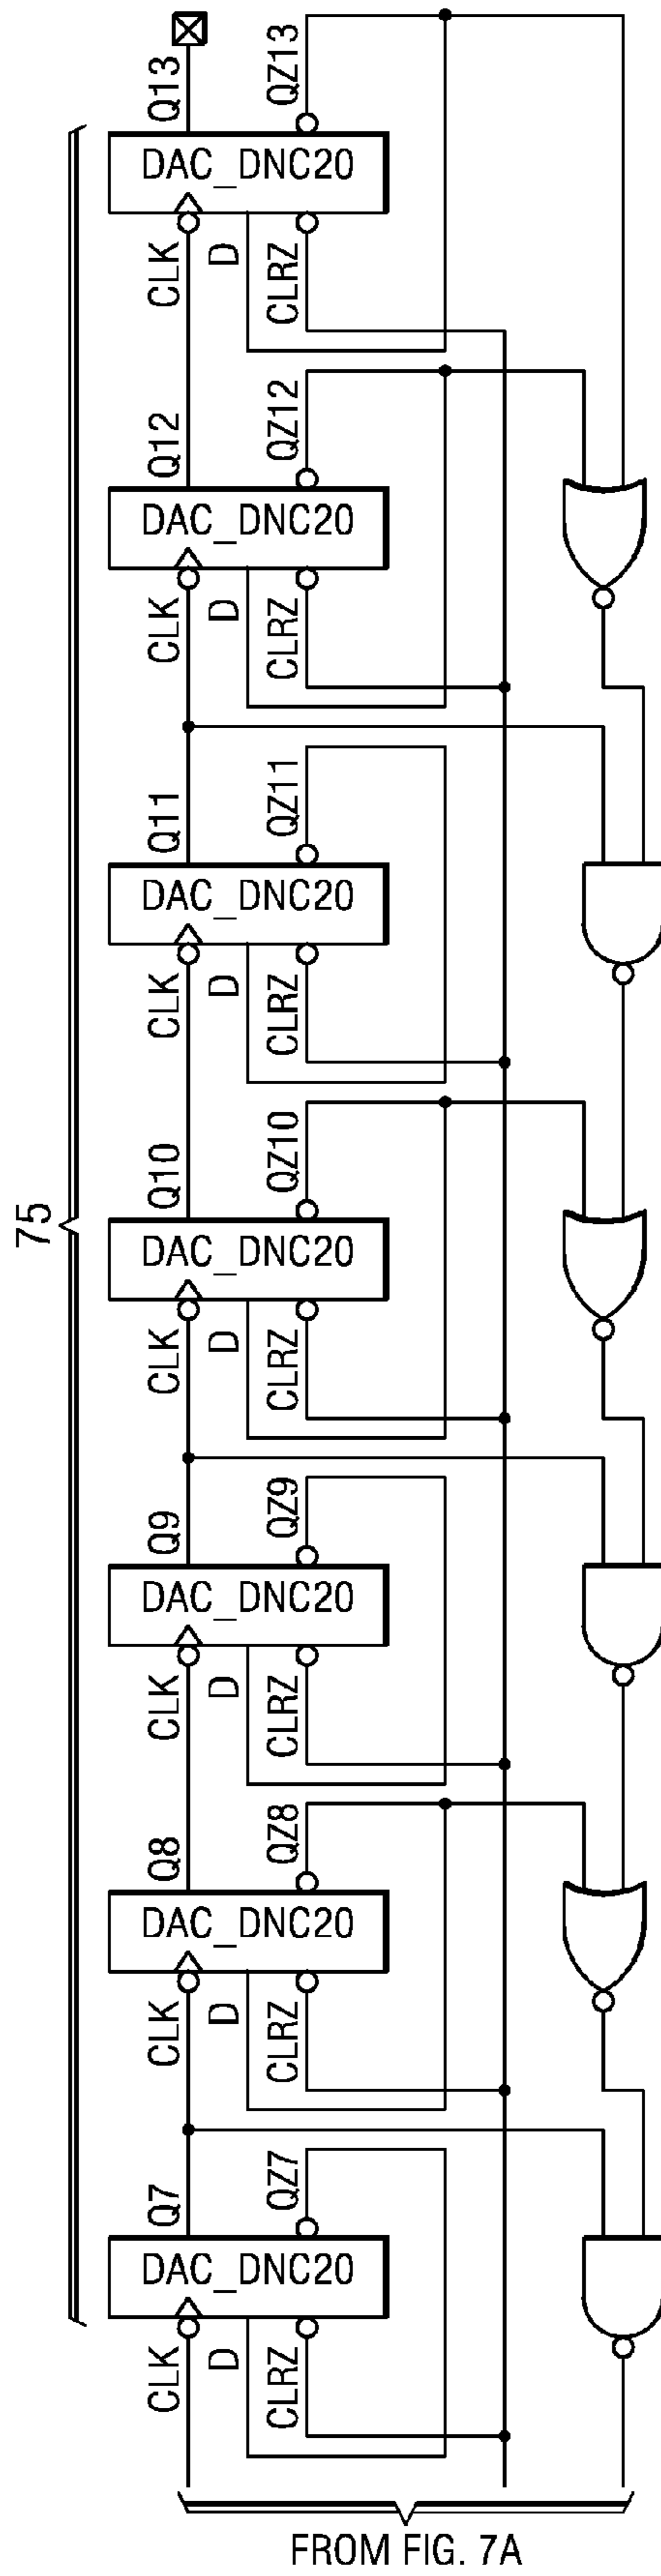 Q13
QZ13
DAC_DNC20
CLK
D
CLRZ
Q12
QZ12
DAC_DNC20
CLK
D
CLRZ
Q11
QZ11
DAC_DNC20
CLK
D
CLRZ
75
Q10
QZ10
DAC_DNC20
CLK
D
CLRZ
Q9
QZ9
DAC_DNC20
CLK
D
CLRZ
Q8
QZ8
DAC_DNC20
CLK
D
CLRZ
Q7
QZ7
DAC_DNC20
CLK
D
CLRZ
FROM FIG. 7A